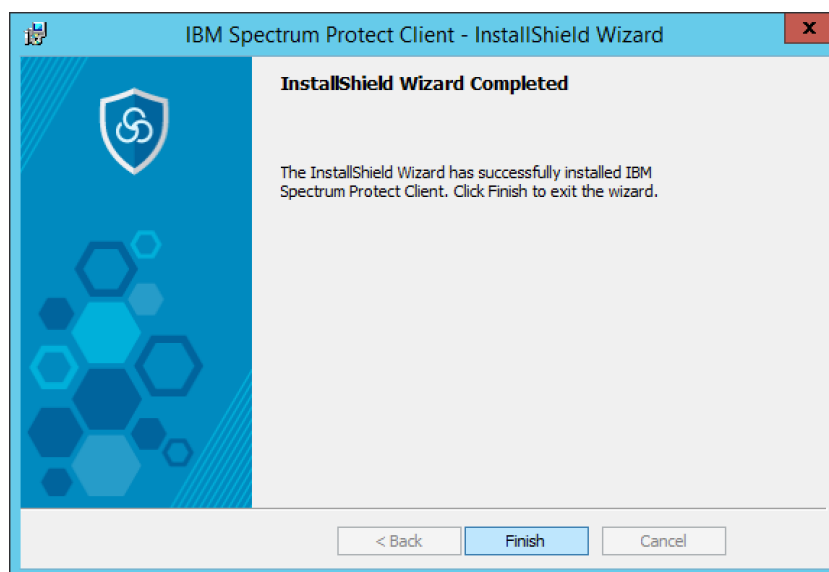 IBM Spectrum Protect Client - InstallShield Wizard
x
InstallShield Wizard Completed
The InstallShield Wizard has successfully installed IBM
Spectrum Protect Client. Click Finish to exit the wizard.
< Back
Finish
Cancel